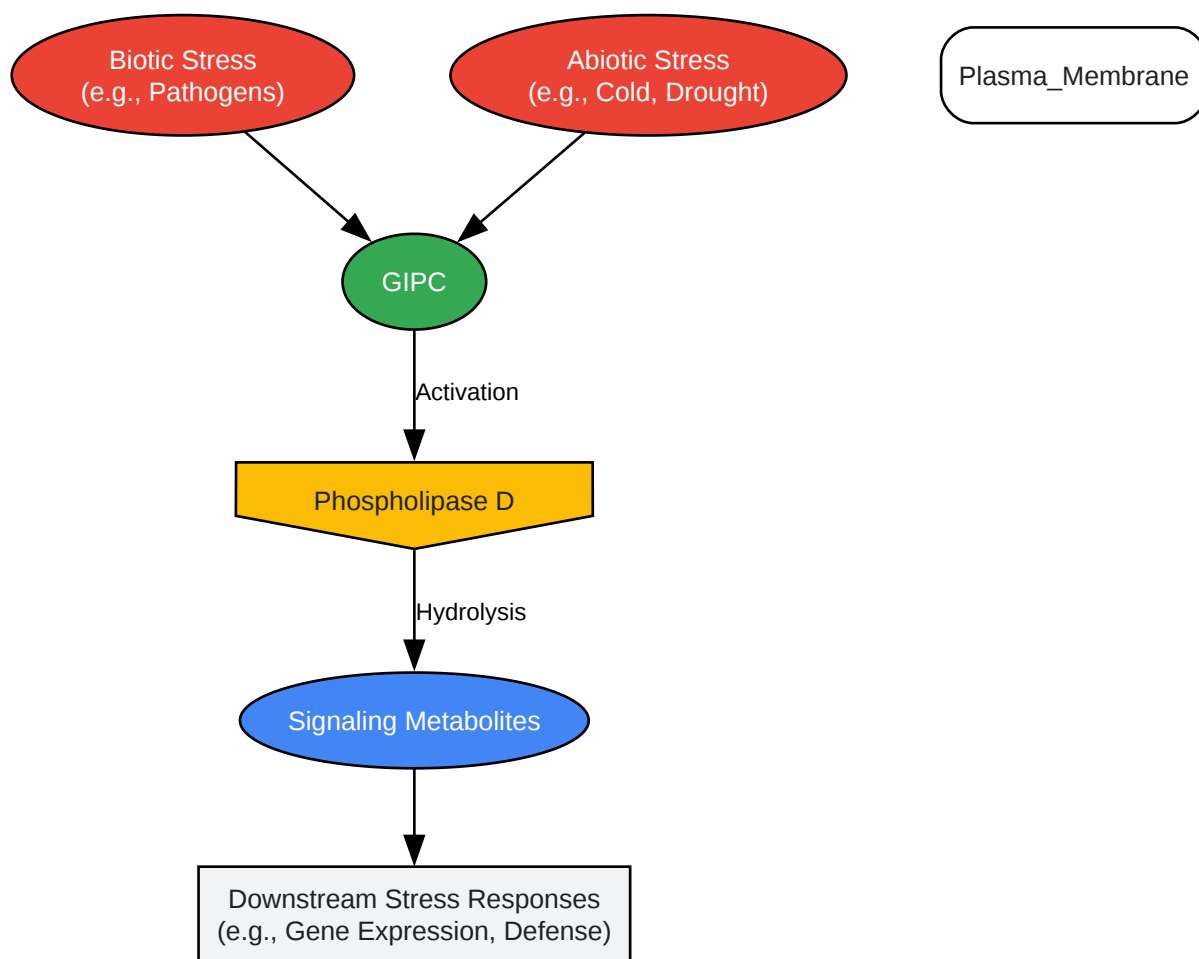 Biotic Stress
(e.g., Pathogens)
Abiotic Stress
(e.g., Cold, Drought)
Plasma_Membrane
GIPC
Activation
Phospholipase D
Hydrolysis
Signaling Metabolites
Downstream Stress Responses
(e.g., Gene Expression, Defense)